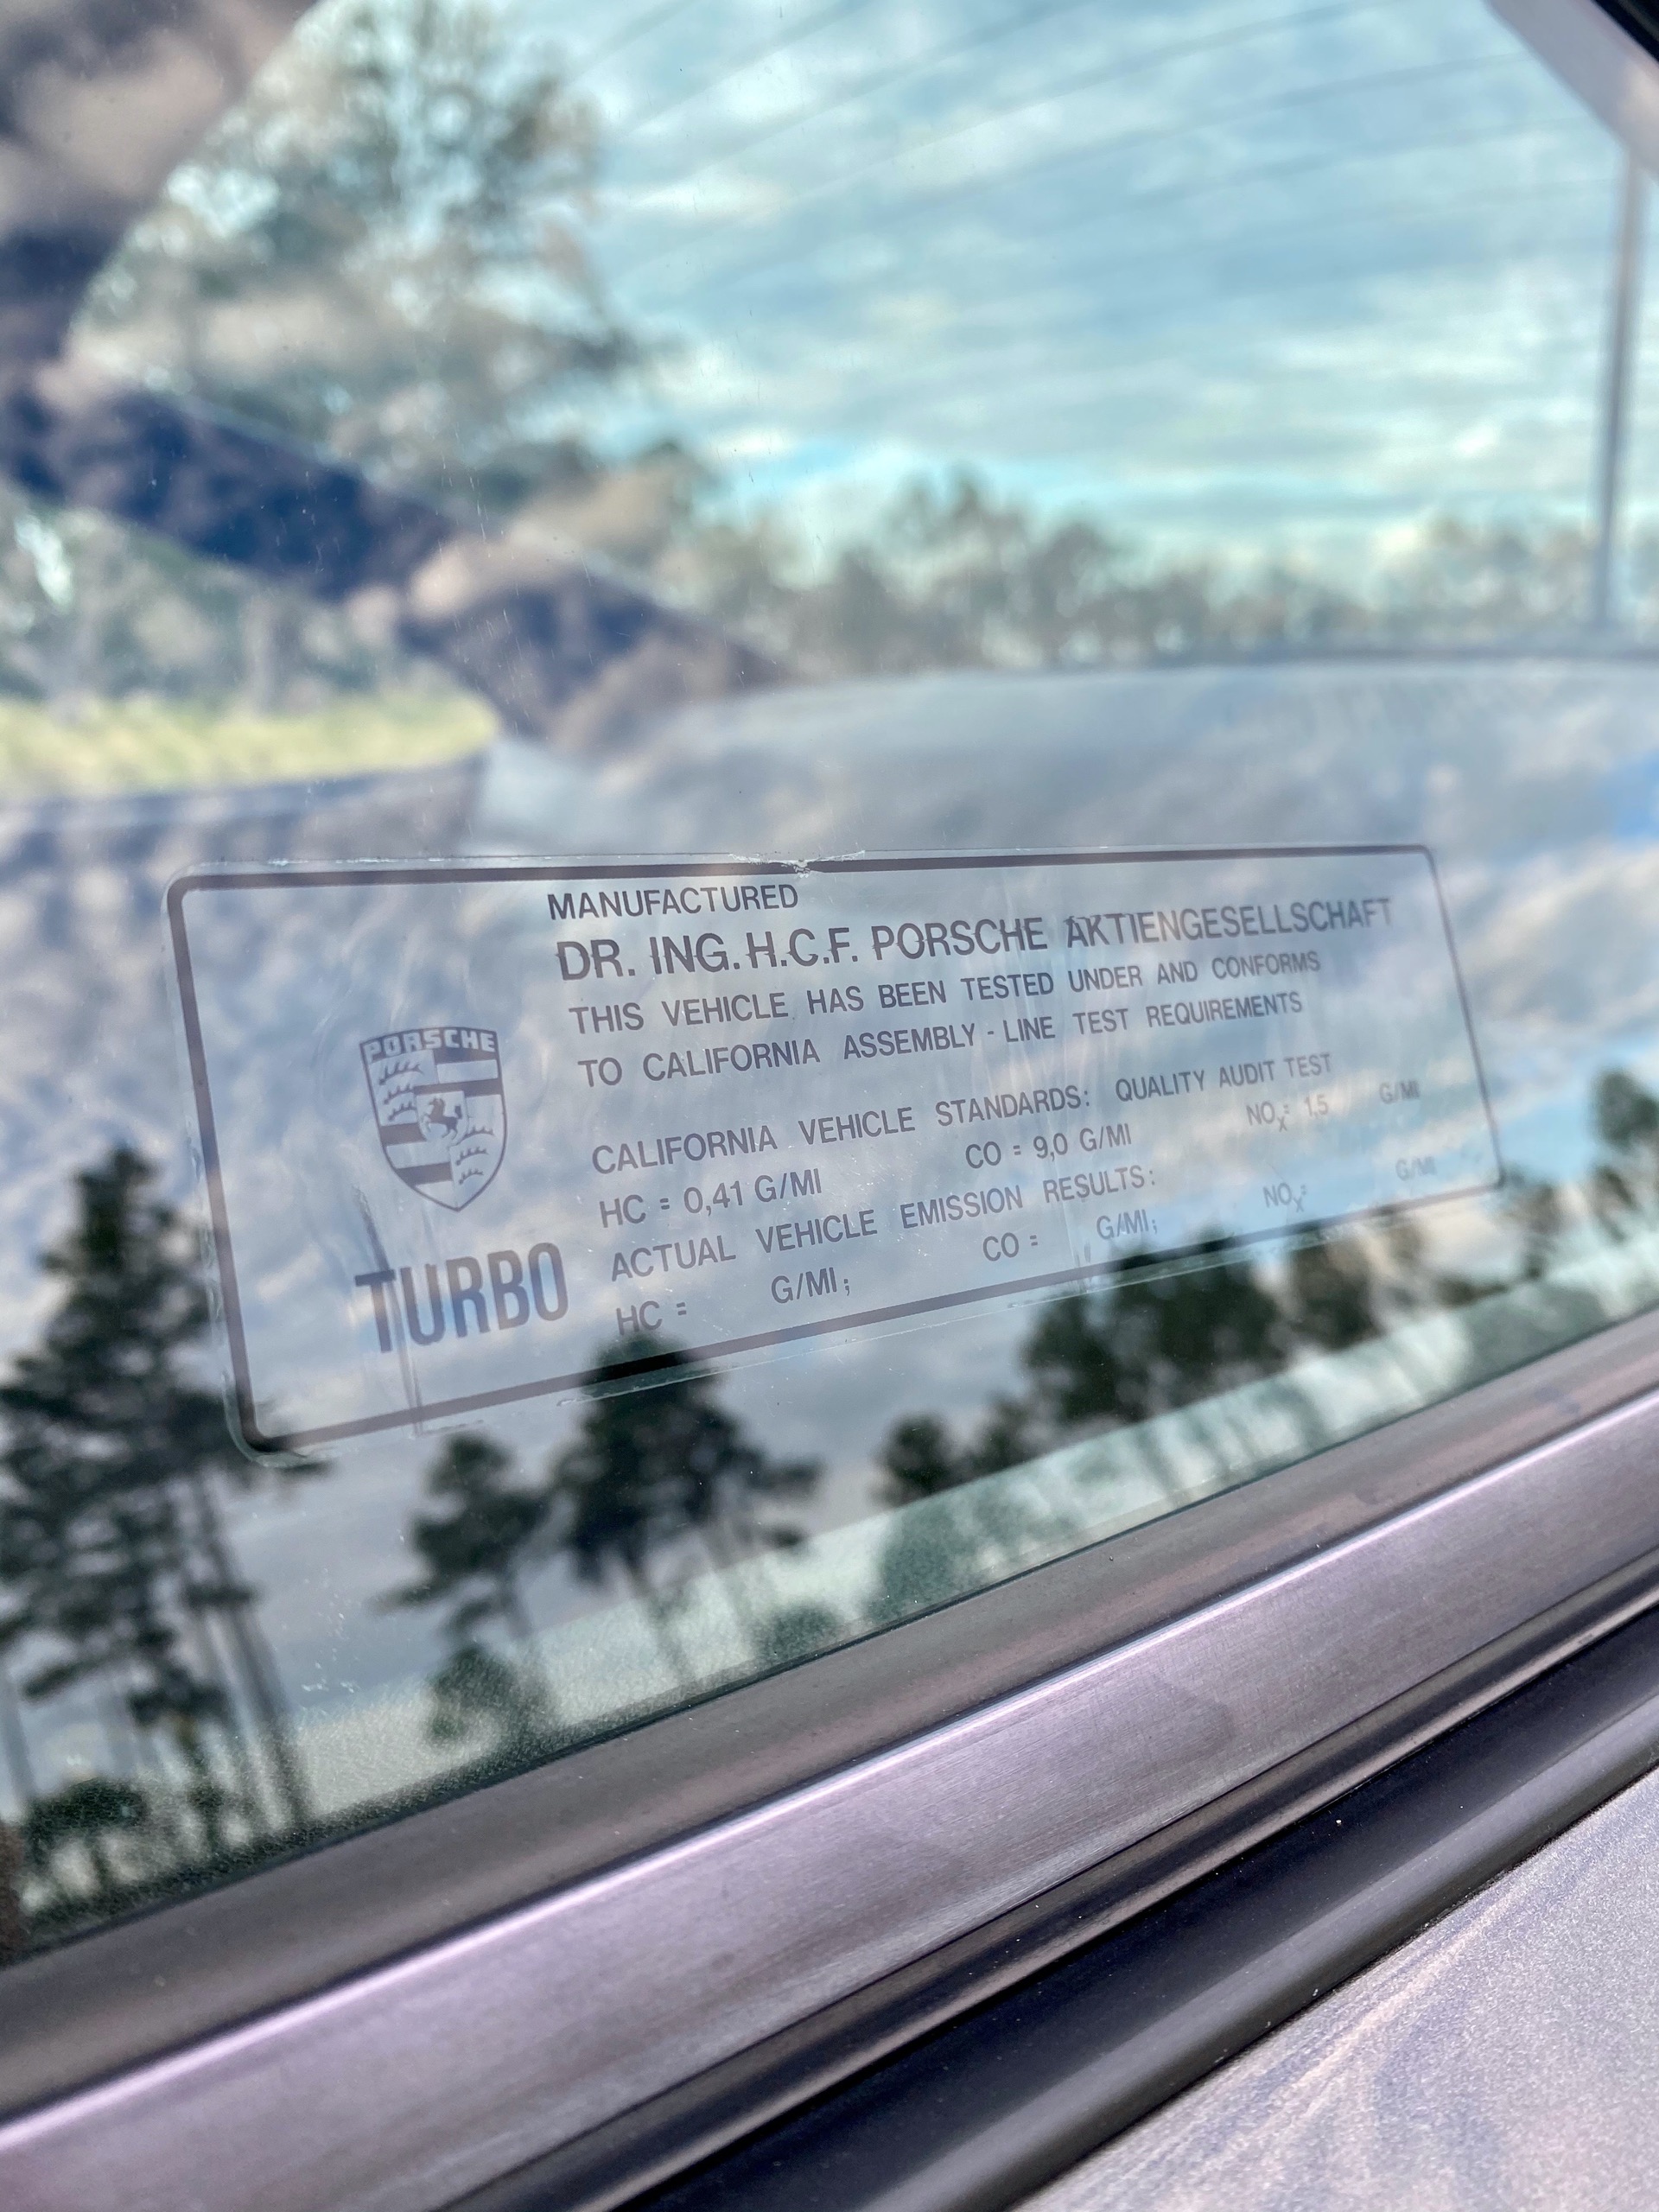 MANUFACTURED
DR. ING. H.C.F. PORSCHE AKTIENGESELLSCHAFT
THIS VEHICLE HAS BEEN TESTED UNDER AND CONFORMS
TO CALIFORNIA ASSEMBLY - LINE TEST REQUIREMENTS
PORSCHE
CALIFORNIA VEHICLE STANDARDS: QUALITY AUDIT TEST
HC = 0,41 G/MI CO = 9,0 G/MI NOx= 1.5 G/MI
ACTUAL VEHICLE EMISSION RESULTS:
HC = G/MI; CO = G/MI; NOx= G/MI
TURBO